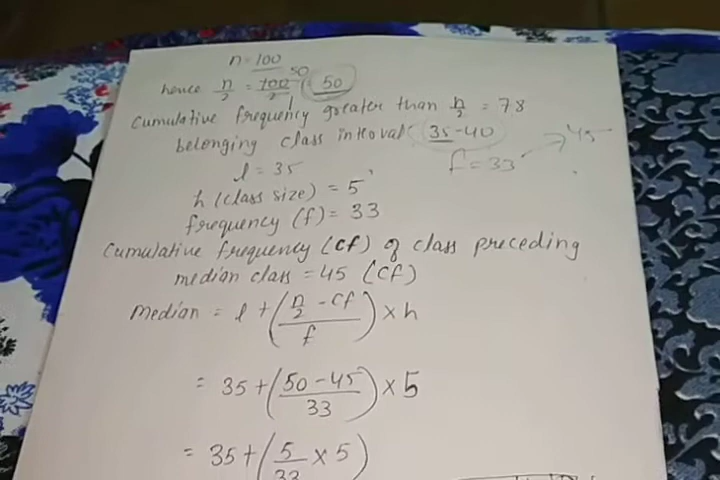 n = 100
hence n/2 = 100/2 50 = 50
Cumulative frequency greater than n/2 = 78
belonging class interval 35-40
l = 35
f = 33 → 45
h (class size) = 5
frequency (f) = 33
Cumulative frequency (cf) of class preceding
median class = 45 (cf)
Median = l + (n/2 - cf / f) × h
= 35 + (50 - 45 / 33) × 5
= 35 + (5/33 × 5)